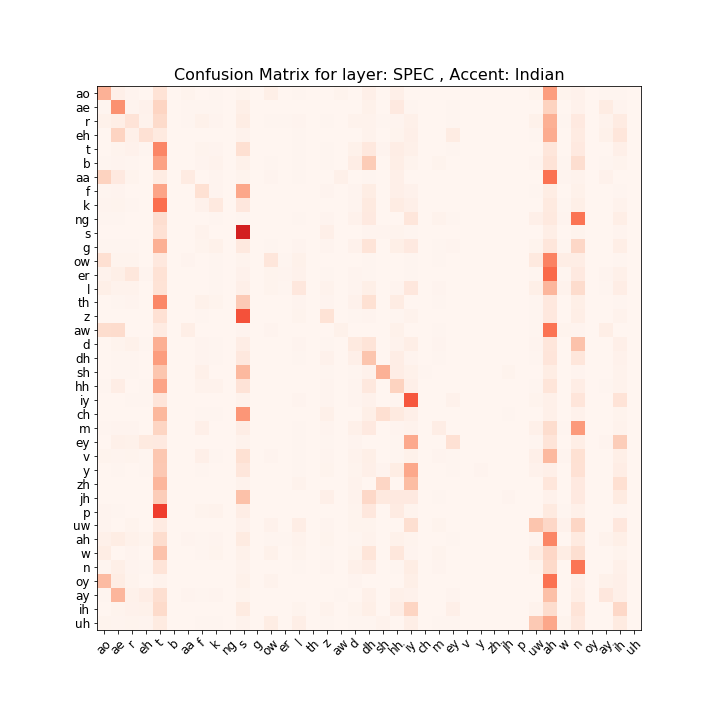 Confusion Matrix for layer: SPEC , Accent: Indian
ao
ae
r
eh
t
b
aa
f
k
ng
s
g
ow
er
l
th
z
aw
d
dh
sh
hh
iy
ch
m
ey
v
y
zh
jh
p
uw
ah
w
n
oy
ay
ih
uh
ao ae r eh t b aa f k ng s g ow er l th z aw d dh sh hh iy ch m ey v y zh jh p uw ah w n oy ay ih uh